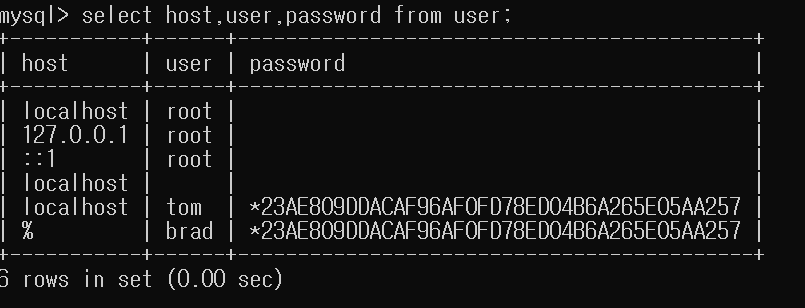 mysql> select host,user,password from user;
+-----------+------+-------------------------------------------+
| host      | user | password                                  |
+-----------+------+-------------------------------------------+
| localhost | root |                                           |
| 127.0.0.1 | root |                                           |
| ::1       | root |                                           |
| localhost |      |                                           |
| localhost | tom  | *23AE809DDACAF96AF0FD78ED04B6A265E05AA257 |
| %         | brad | *23AE809DDACAF96AF0FD78ED04B6A265E05AA257 |
+-----------+------+-------------------------------------------+
6 rows in set (0.00 sec)